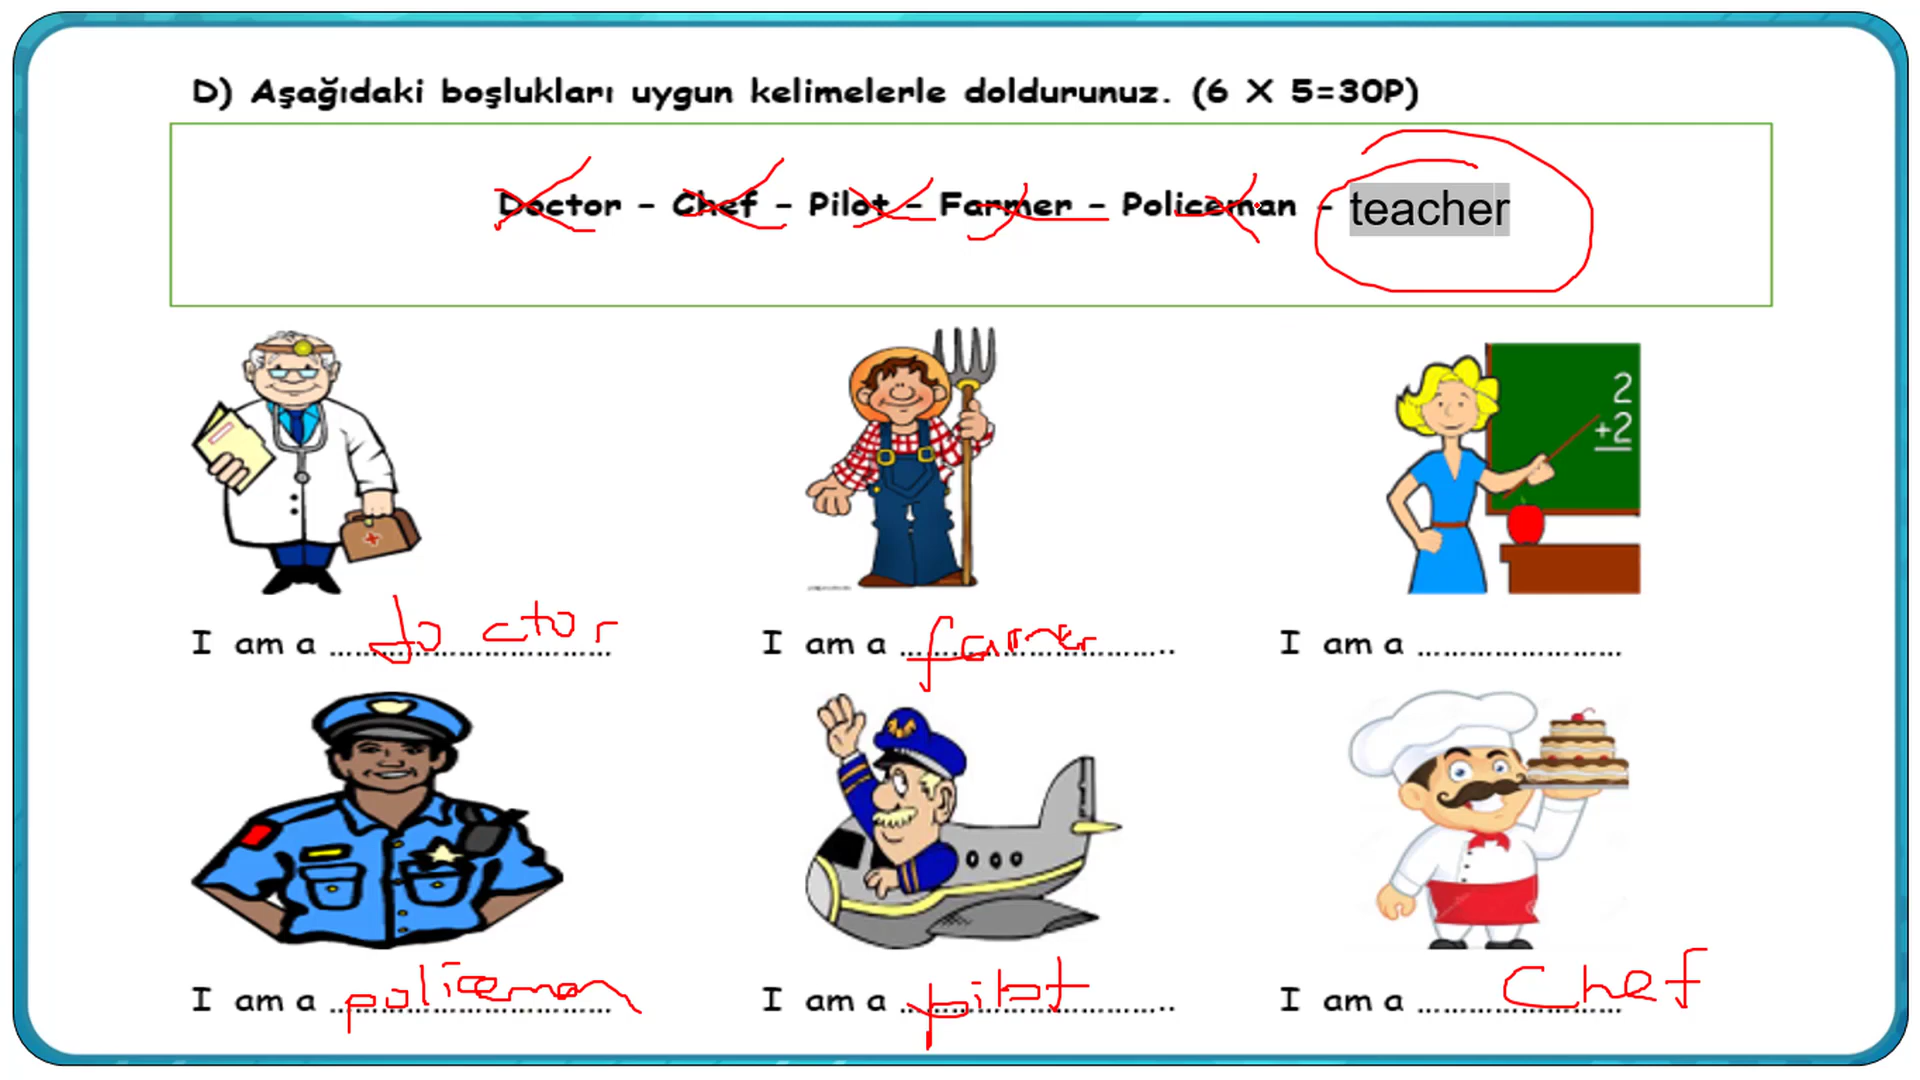 D) Aşağıdaki boşlukları uygun kelimelerle doldurunuz. (6 X 5=30P)
Doctor – Chef – Pilot – Farmer – Policeman – teacher
2
+2
I am a ........ doctor ........
I am a ........ farmer ........
I am a ........................
I am a ........ policeman ........
I am a ........ pilot ........
I am a ........ Chef